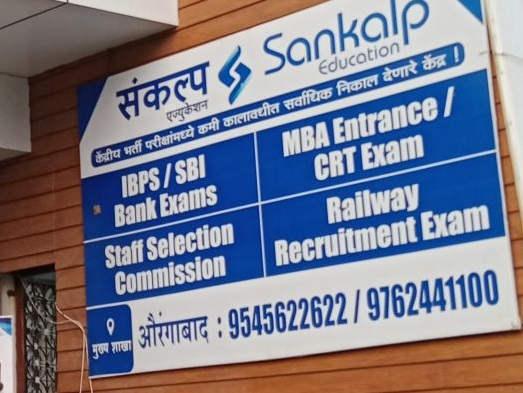 संकल्प
एज्युकेशन
Sankalp
Education
केंद्रीय भर्ती परीक्षांमध्ये कमी कालावधीत सर्वाधिक निकाल देणारे केंद्र !
IBPS / SBI
Bank Exams
MBA Entrance /
CRT Exam
Staff Selection
Commission
Railway
Recruitment Exam
मुख्य शाखा
औरंगाबाद : 9545622622 / 9762441100